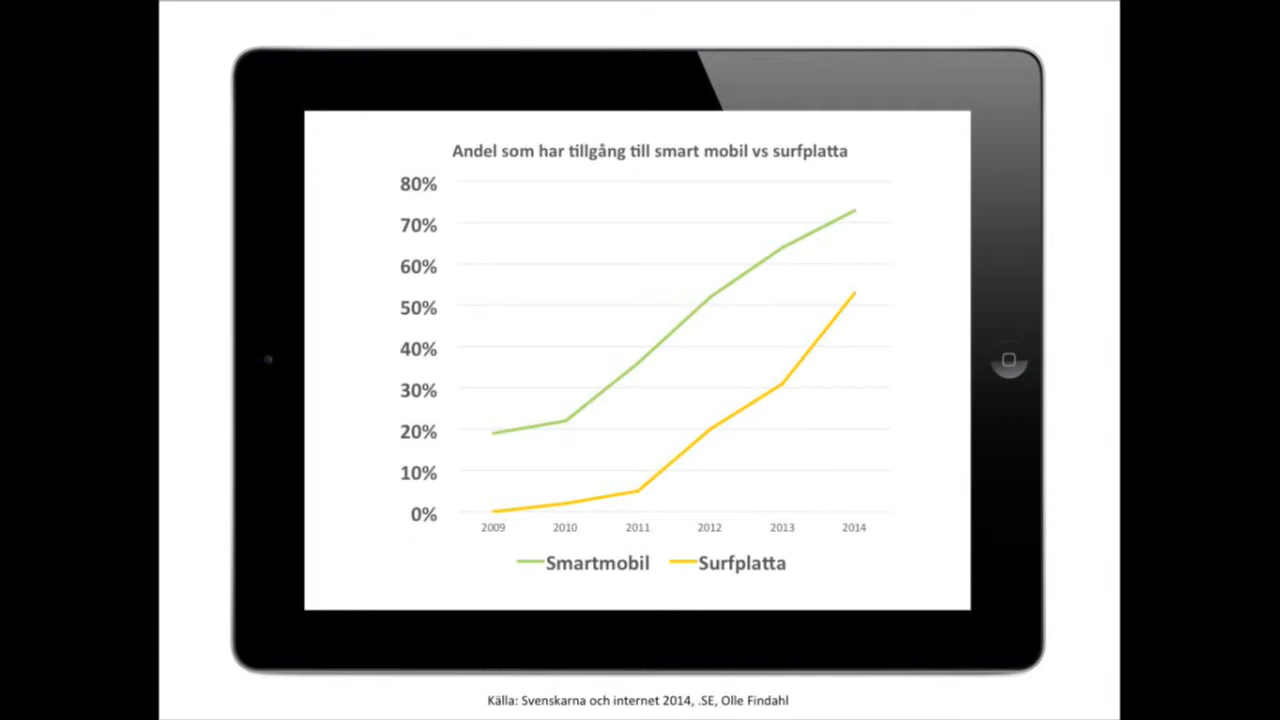 Andel som har tillgång till smart mobil vs surfplatta
80%
70%
60%
50%
40%
30%
20%
10%
0%
2009 2010 2011 2012 2013 2014
Smartmobil Surfplatta
Källa: Svenskarna och internet 2014, .SE, Olle Findahl